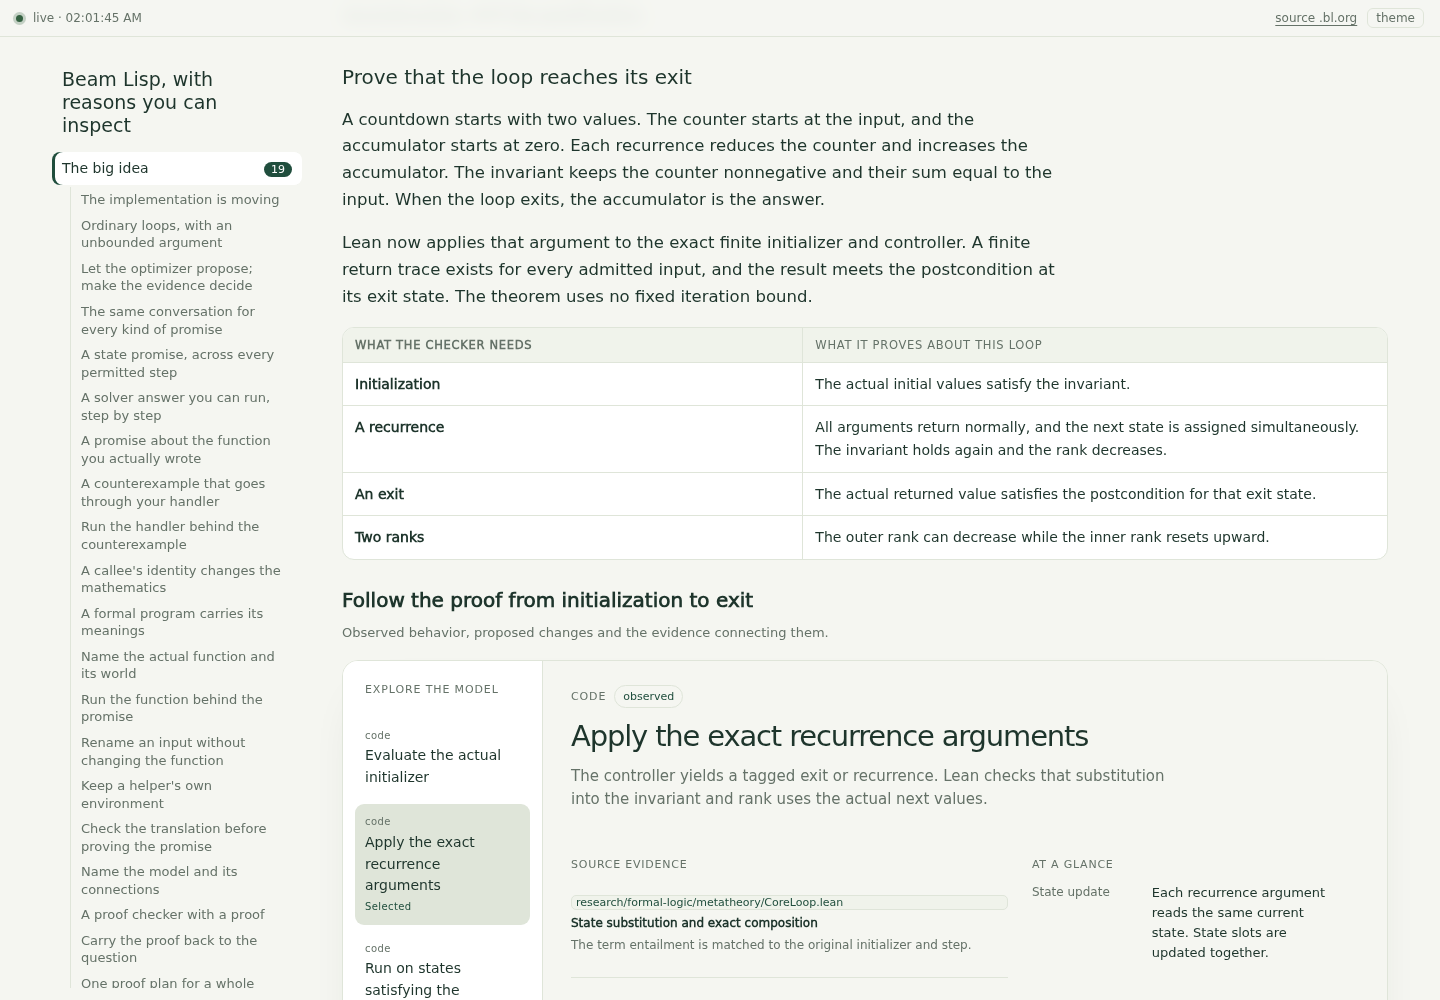 live · 02:01:45 AM
source .bl.org
theme
Beam Lisp, with
reasons you can
inspect
The big idea
19
The implementation is moving
Ordinary loops, with an
unbounded argument
Let the optimizer propose;
make the evidence decide
The same conversation for
every kind of promise
A state promise, across every
permitted step
A solver answer you can run,
step by step
A promise about the function
you actually wrote
A counterexample that goes
through your handler
Run the handler behind the
counterexample
A callee's identity changes the
mathematics
A formal program carries its
meanings
Name the actual function and
its world
Run the function behind the
promise
Rename an input without
changing the function
Keep a helper's own
environment
Check the translation before
proving the promise
Name the model and its
connections
A proof checker with a proof
Carry the proof back to the
question
One proof plan for a whole
Prove that the loop reaches its exit
A countdown starts with two values. The counter starts at the input, and the
accumulator starts at zero. Each recurrence reduces the counter and increases the
accumulator. The invariant keeps the counter nonnegative and their sum equal to the
input. When the loop exits, the accumulator is the answer.
Lean now applies that argument to the exact finite initializer and controller. A finite
return trace exists for every admitted input, and the result meets the postcondition at
its exit state. The theorem uses no fixed iteration bound.
WHAT THE CHECKER NEEDS
WHAT IT PROVES ABOUT THIS LOOP
Initialization
The actual initial values satisfy the invariant.
A recurrence
All arguments return normally, and the next state is assigned simultaneously.
The invariant holds again and the rank decreases.
An exit
The actual returned value satisfies the postcondition for that exit state.
Two ranks
The outer rank can decrease while the inner rank resets upward.
Follow the proof from initialization to exit
Observed behavior, proposed changes and the evidence connecting them.
EXPLORE THE MODEL
code
Evaluate the actual
initializer
code
Apply the exact
recurrence
arguments
Selected
code
Run on states
satisfying the
CODE
observed
Apply the exact recurrence arguments
The controller yields a tagged exit or recurrence. Lean checks that substitution
into the invariant and rank uses the actual next values.
SOURCE EVIDENCE
research/formal-logic/metatheory/CoreLoop.lean
State substitution and exact composition
The term entailment is matched to the original initializer and step.
AT A GLANCE
State update
Each recurrence argument
reads the same current
state. State slots are
updated together.